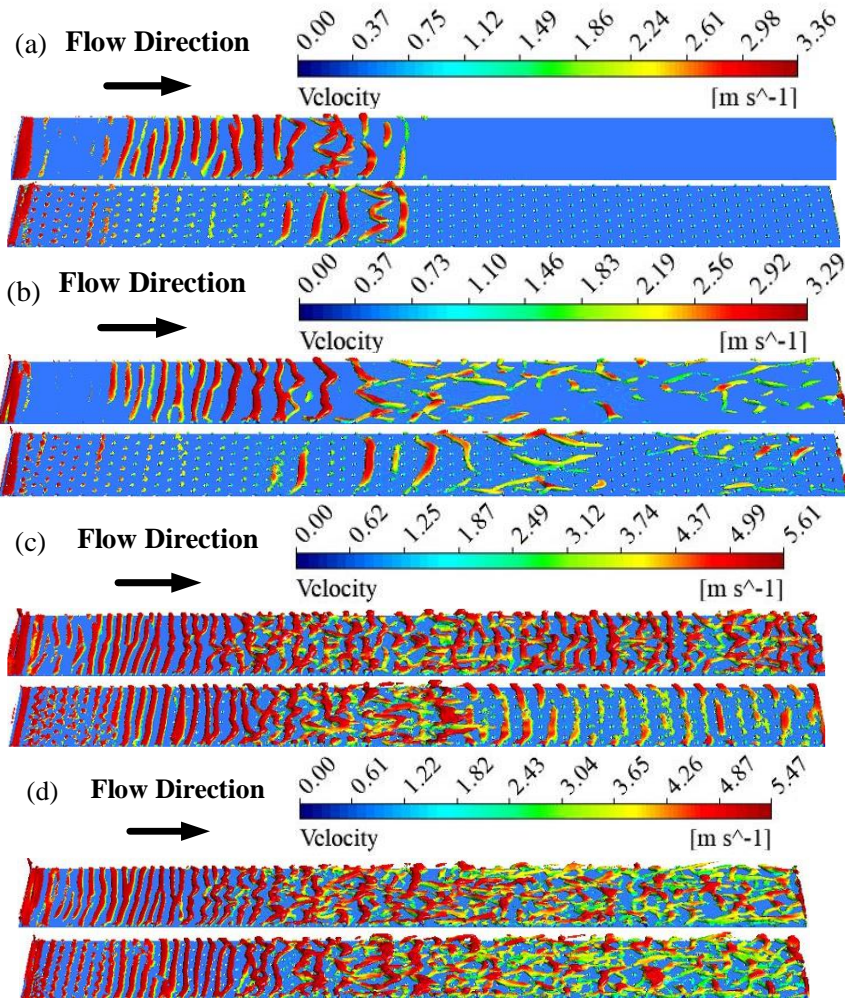 (a) Flow Direction
0.00 0.37 0.75 1.12 1.49 1.86 2.24 2.61 2.98 3.36
Velocity [m s^-1]
(b) Flow Direction
0.00 0.37 0.73 1.10 1.46 1.83 2.19 2.56 2.92 3.29
Velocity [m s^-1]
(c) Flow Direction
0.00 0.62 1.25 1.87 2.49 3.12 3.74 4.37 4.99 5.61
Velocity [m s^-1]
(d) Flow Direction
0.00 0.61 1.22 1.82 2.43 3.04 3.65 4.26 4.87 5.47
Velocity [m s^-1]